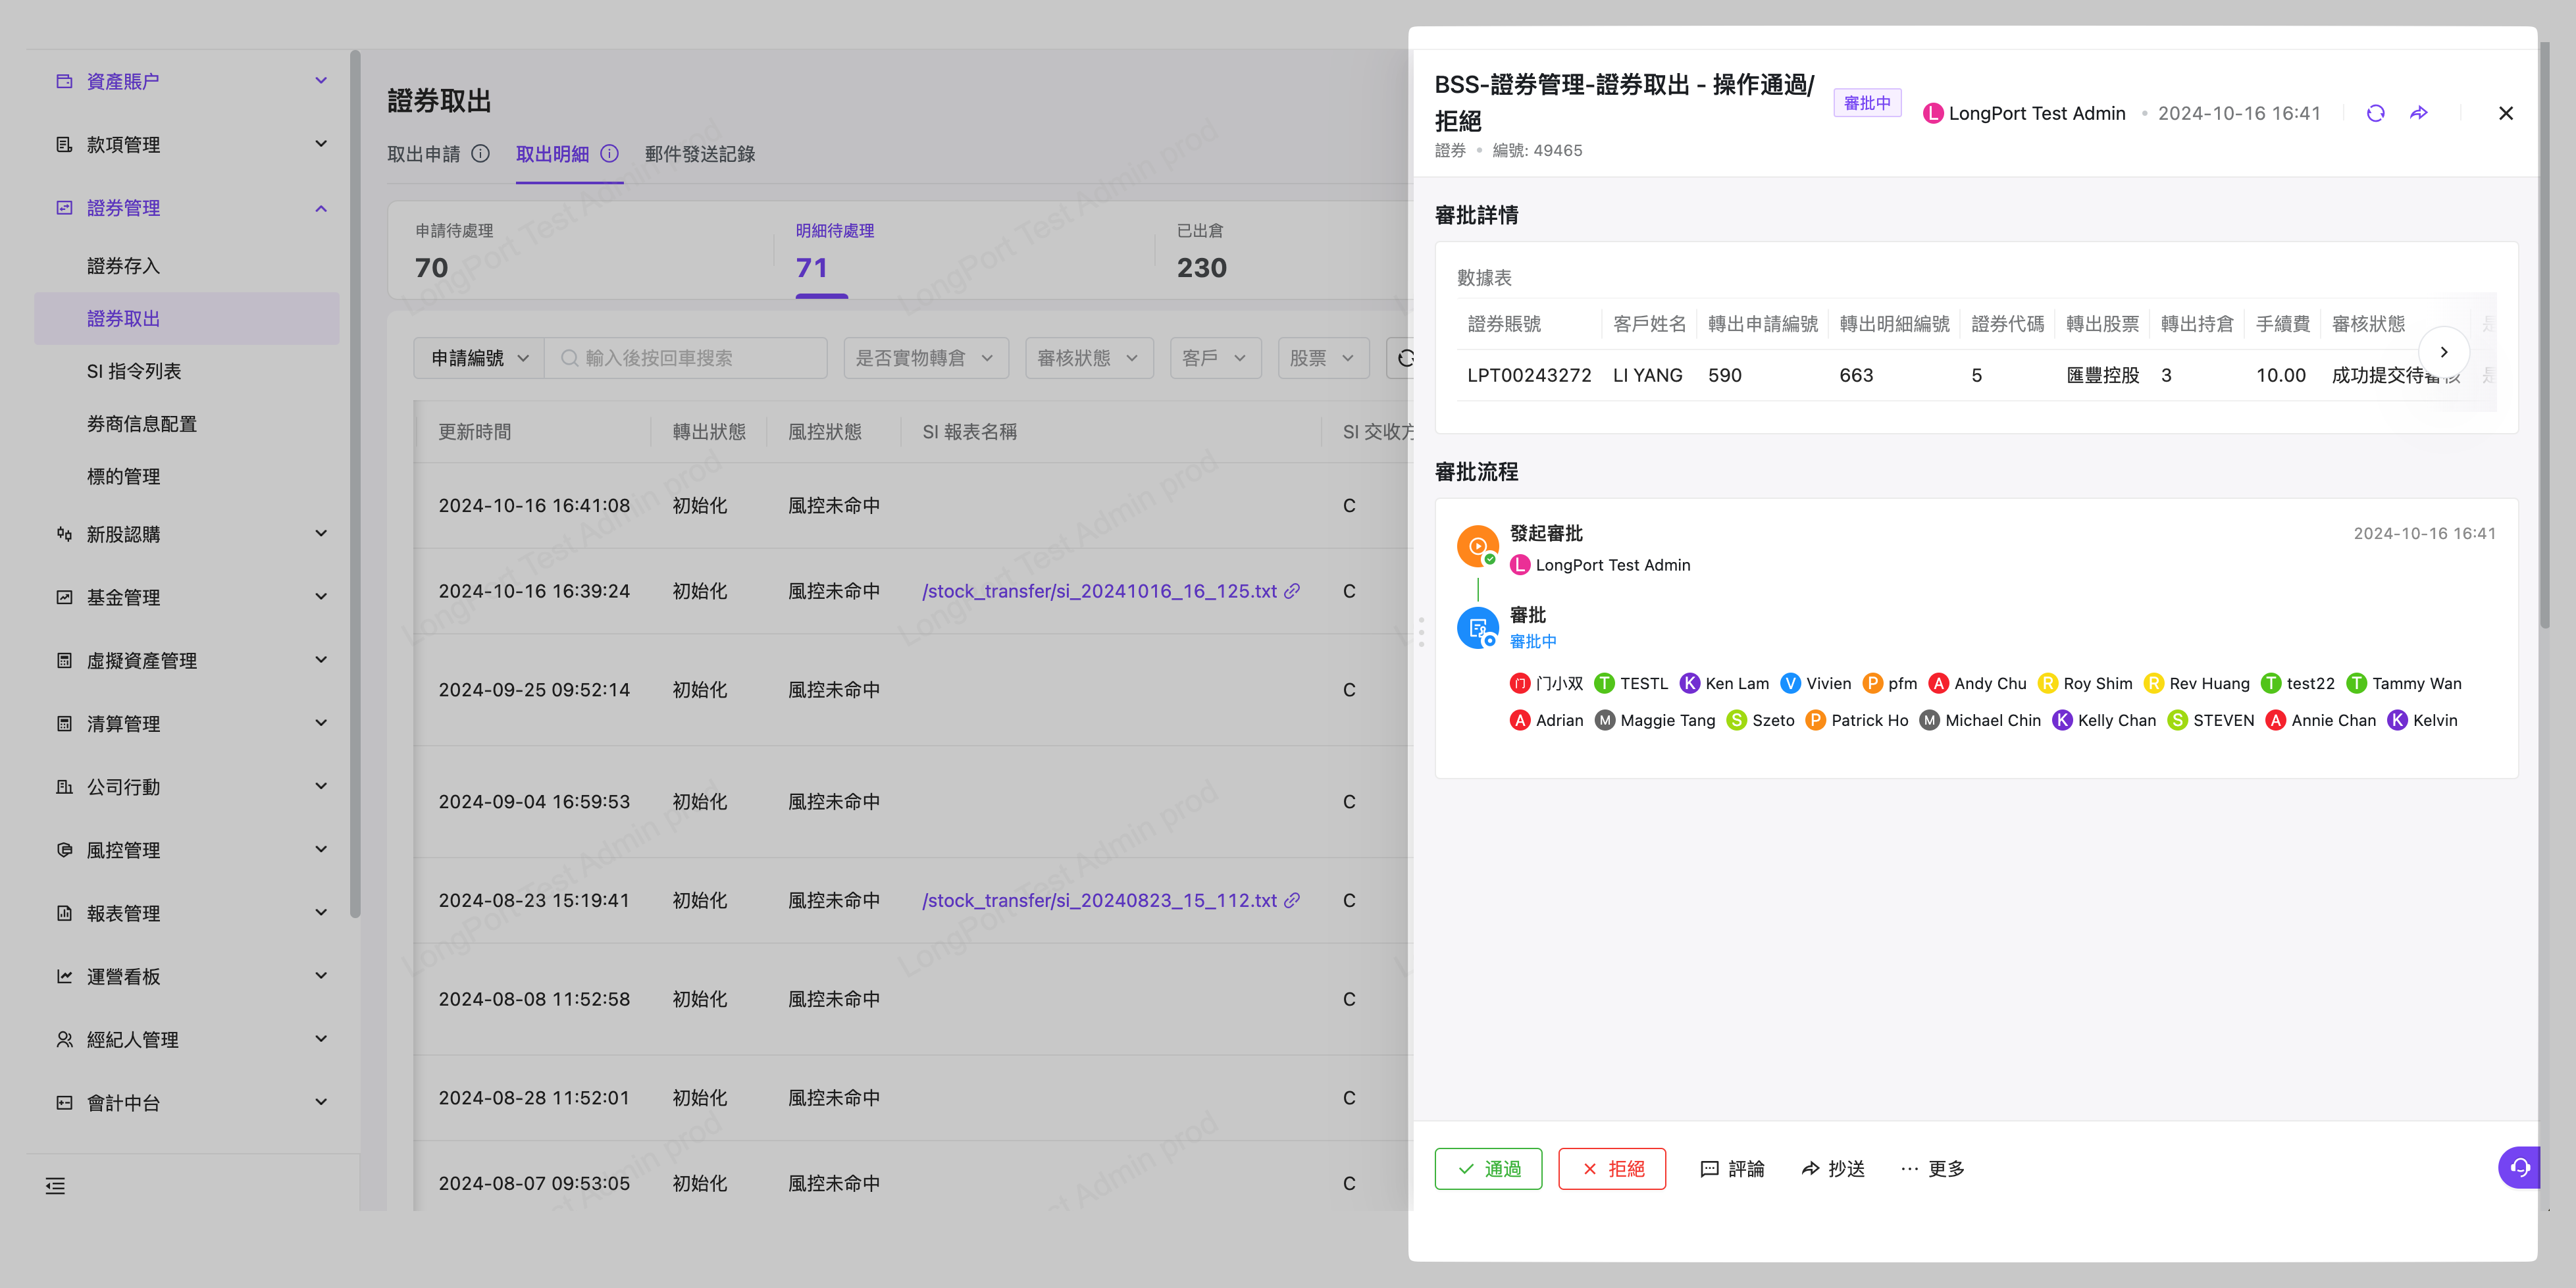 資產賬户
款項管理
證券管理
證券存入
證券取出
SI 指令列表
券商信息配置
標的管理
新股認購
基金管理
虛擬資產管理
清算管理
公司行動
風控管理
報表管理
運營看板
經紀人管理
會計中台
證券取出
取出申請 取出明細 郵件發送記錄
申請待處理 明細待處理 已出倉
70 71 230
申請編號 輸入後按回車搜索 是否實物轉倉 審核狀態 客戶 股票
更新時間 轉出狀態 風控狀態 SI 報表名稱 SI 交收方
2024-10-16 16:41:08 初始化 風控未命中 C
2024-10-16 16:39:24 初始化 風控未命中 /stock_transfer/si_20241016_16_125.txt C
2024-09-25 09:52:14 初始化 風控未命中 C
2024-09-04 16:59:53 初始化 風控未命中 C
2024-08-23 15:19:41 初始化 風控未命中 /stock_transfer/si_20240823_15_112.txt C
2024-08-08 11:52:58 初始化 風控未命中 C
2024-08-28 11:52:01 初始化 風控未命中 C
2024-08-07 09:53:05 初始化 風控未命中 C
LongPort Test Admin prod
BSS-證券管理-證券取出 - 操作通過/
拒絕
審批中 L LongPort Test Admin • 2024-10-16 16:41
證券 • 編號: 49465
審批詳情
數據表
證券賬號 客戶姓名 轉出申請編號 轉出明細編號 證券代碼 轉出股票 轉出持倉 手續費 審核狀態 是
LPT00243272 LI YANG 590 663 5 匯豐控股 3 10.00 成功提交待審核 是
審批流程
發起審批 2024-10-16 16:41
L LongPort Test Admin
審批
審批中
门 门小双 T TESTL K Ken Lam V Vivien P pfm A Andy Chu R Roy Shim R Rev Huang T test22 T Tammy Wan
A Adrian M Maggie Tang S Szeto P Patrick Ho M Michael Chin K Kelly Chan S STEVEN A Annie Chan K Kelvin
通過 拒絕 評論 抄送 更多